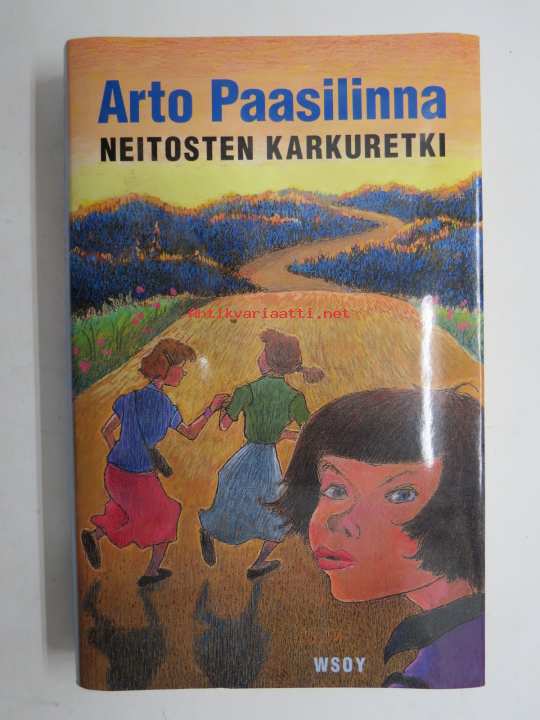 Arto Paasilinna
NEITOSTEN KARKURETKI
Antikvariaatti.net
WSOY